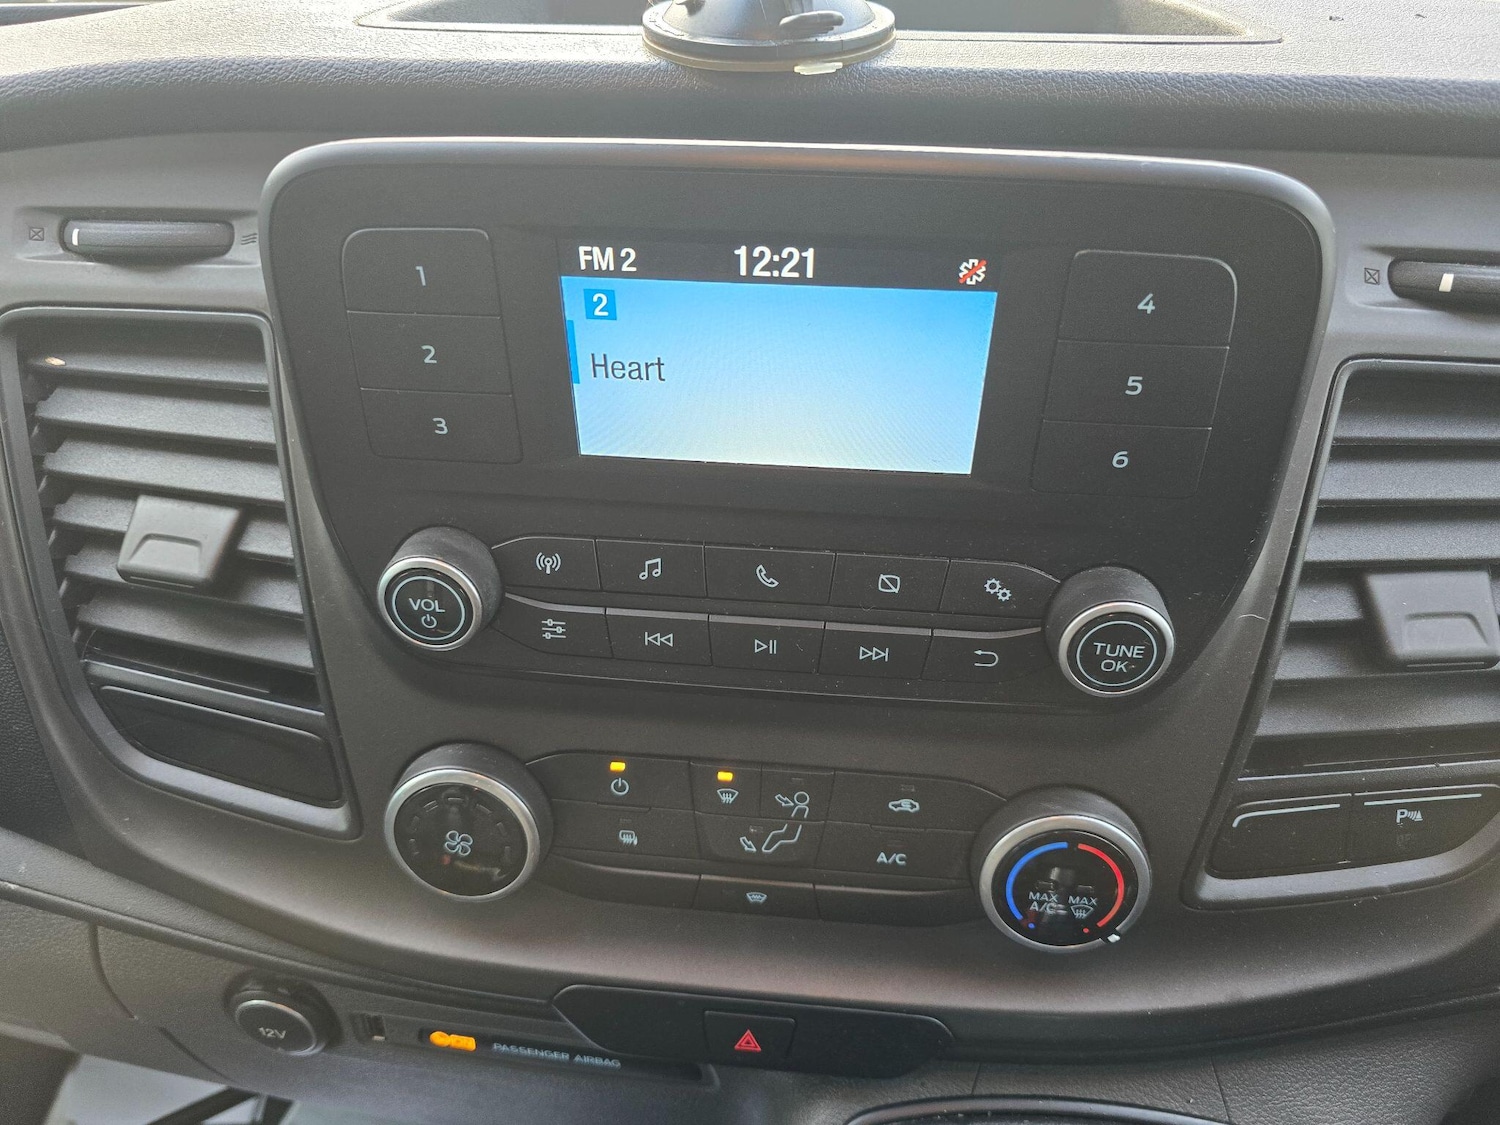 FM 2 12:21
2
Heart
1
2
3
4
5
6
VOL
TUNE
OK
A/C
MAX MAX
A/C
P
12V
PASSENGER AIRBAG